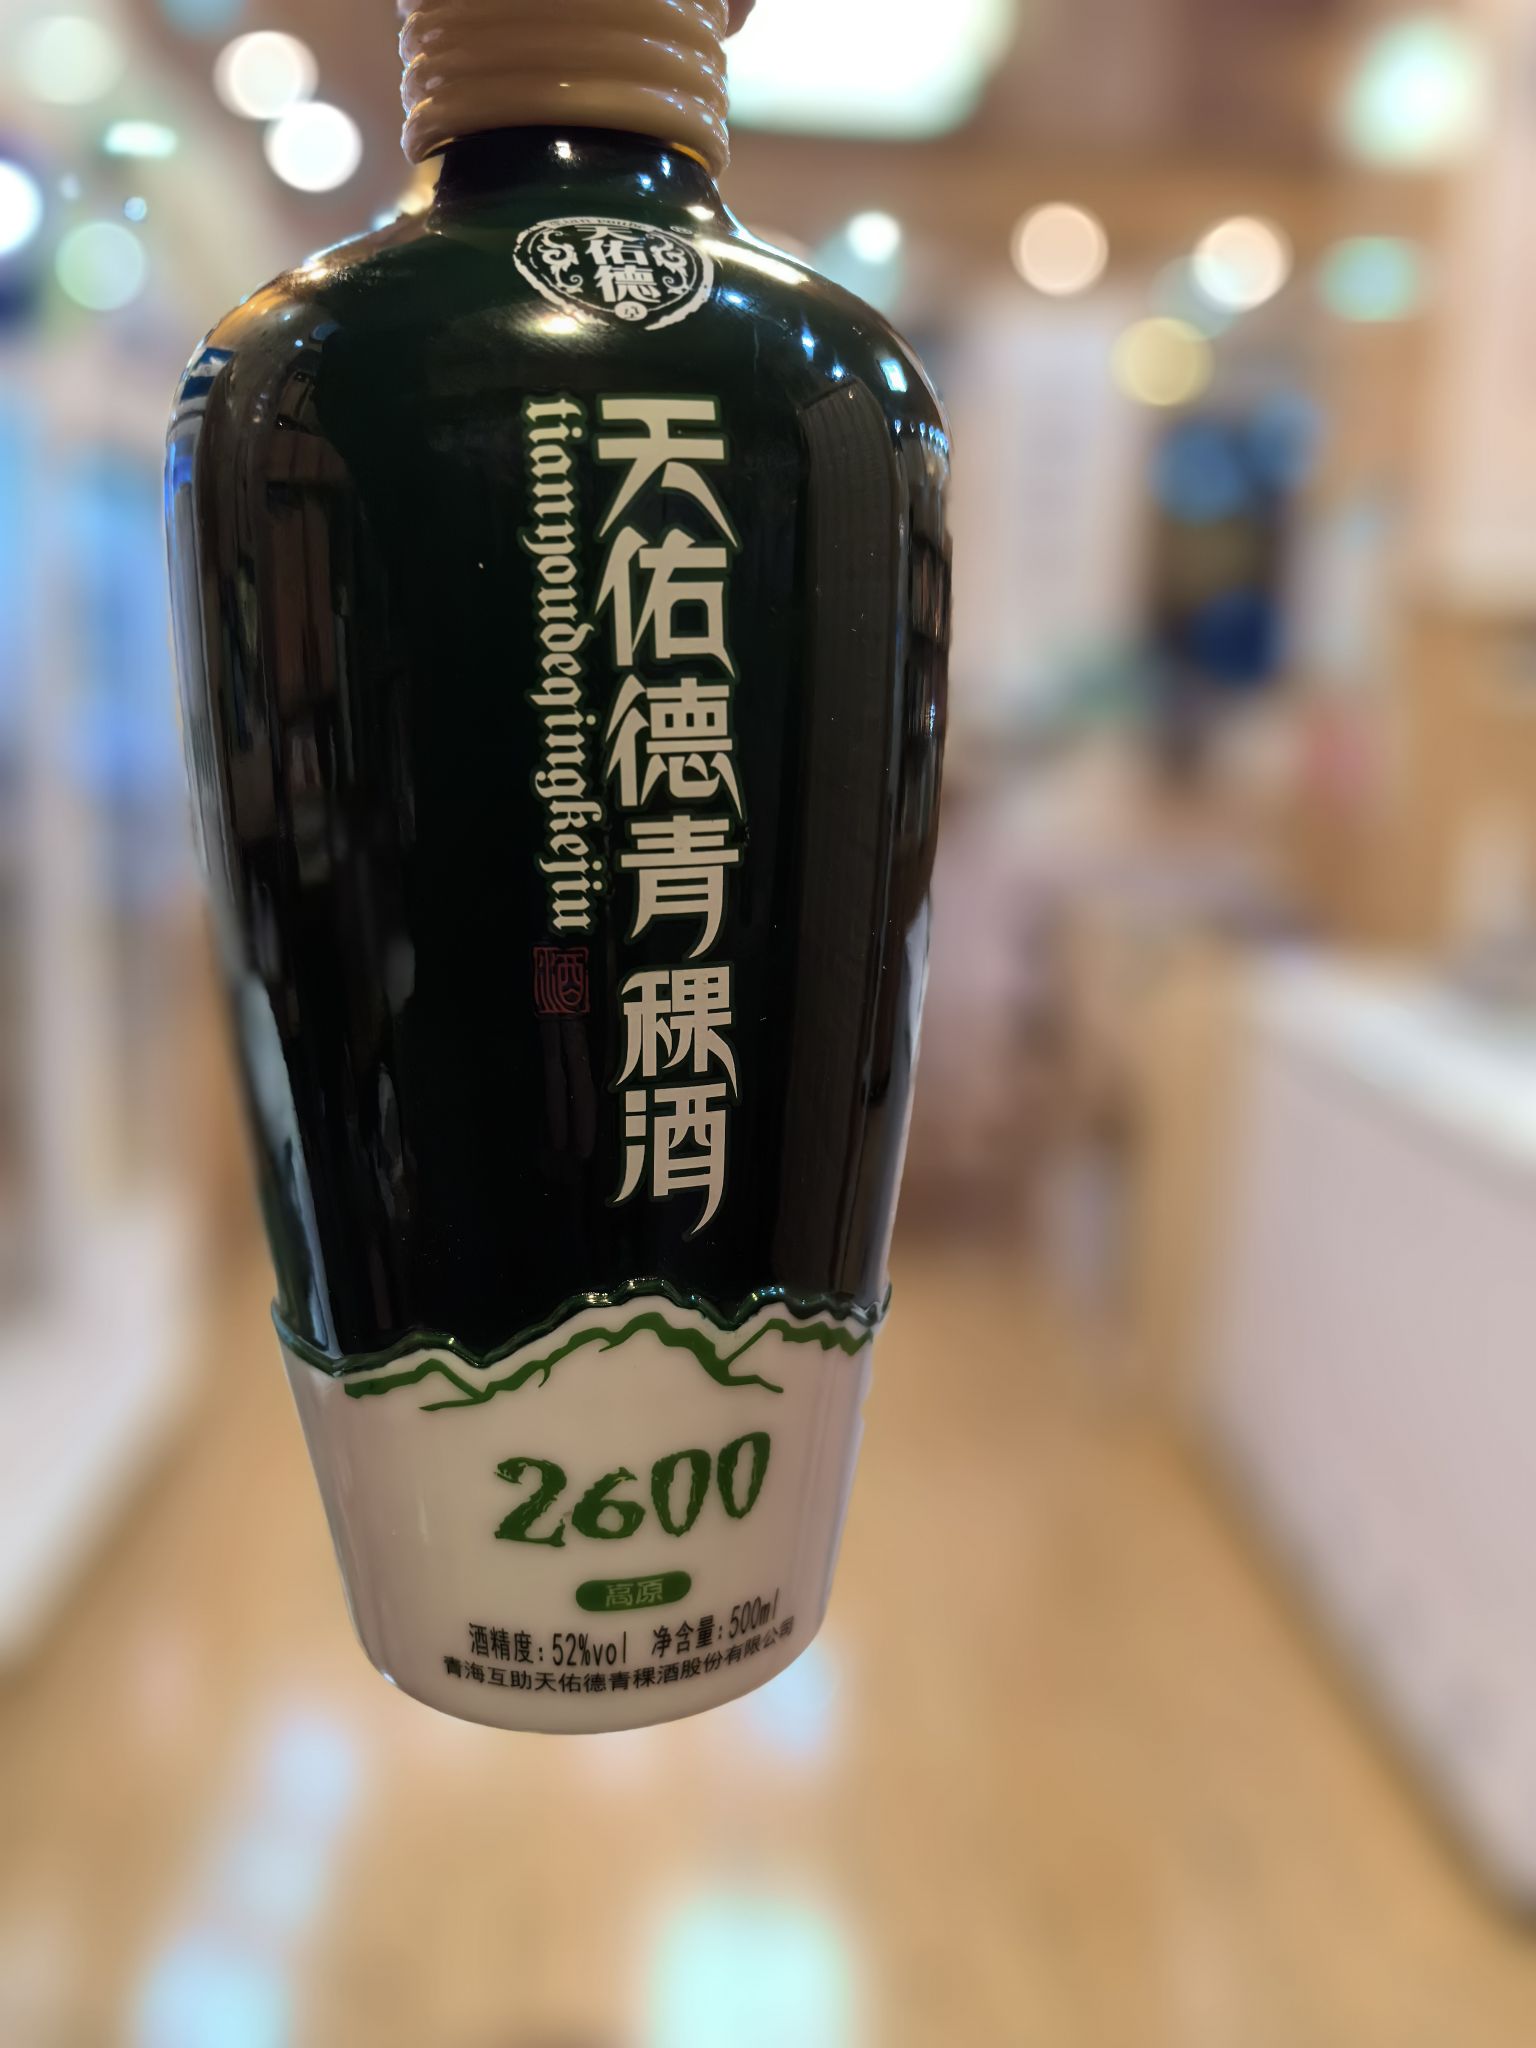 天佑德
天佑德青稞酒
tianyoudeqingkejiu
酒
2600
高原
酒精度：52%vol 净含量：500ml
青海互助天佑德青稞酒股份有限公司